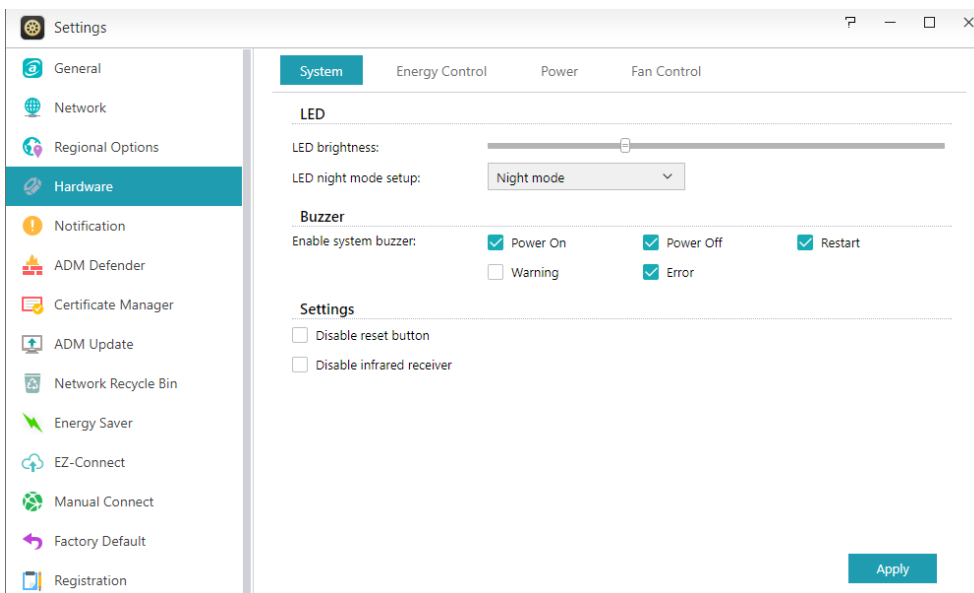 Settings
General
Network
Regional Options
Hardware
Notification
ADM Defender
Certificate Manager
ADM Update
Network Recycle Bin
Energy Saver
EZ-Connect
Manual Connect
Factory Default
Registration
System Energy Control Power Fan Control
LED
LED brightness:
LED night mode setup: Night mode
Buzzer
Enable system buzzer: Power On Power Off Restart
Warning Error
Settings
Disable reset button
Disable infrared receiver
Apply